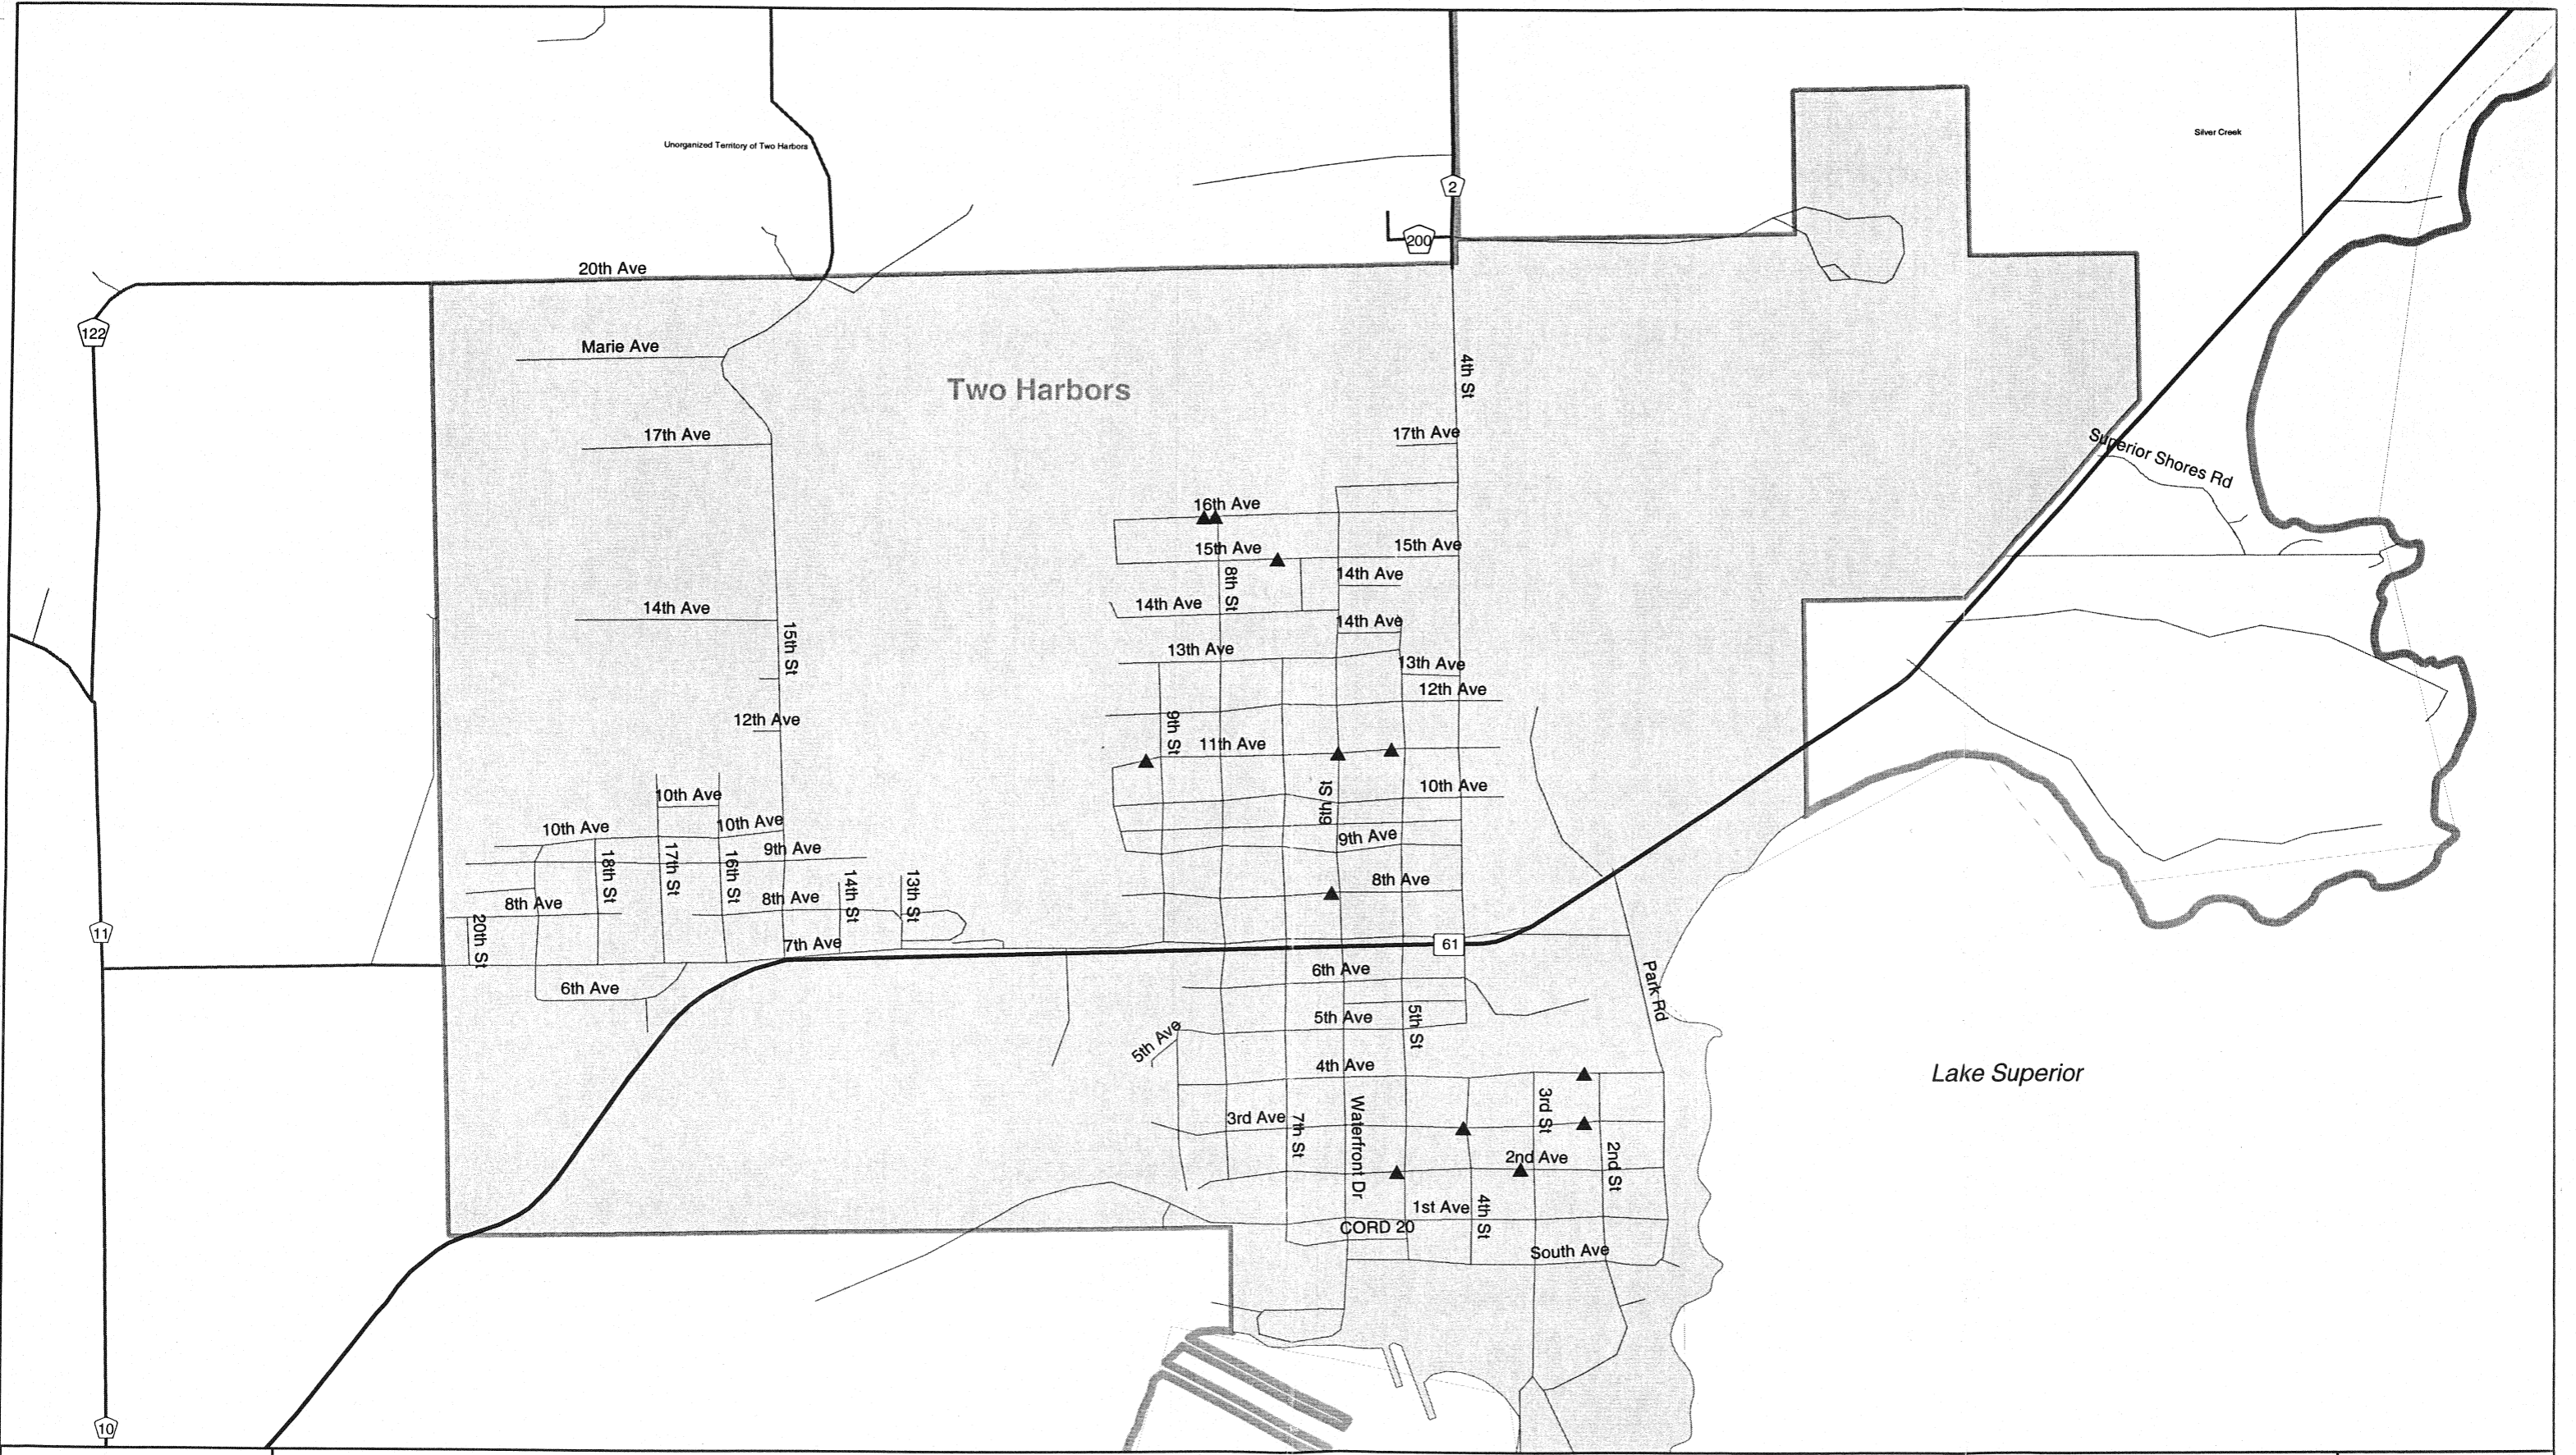 Silver Creek
Unorganized Territory of Two Harbors
2
200
20th Ave
122
Marie Ave
4th St
Two Harbors
17th Ave
17th Ave
Superior Shores Rd
16th Ave
15th Ave
15th Ave
8th St
14th Ave
14th Ave
14th Ave
14th Ave
15th St
13th Ave
13th Ave
12th Ave
12th Ave
9th St
11th Ave
6th St
10th Ave
10th Ave
10th Ave
10th Ave
9th Ave
9th Ave
18th St
17th St
16th St
14th St
13th St
8th Ave
8th Ave
8th Ave
20th St
11
7th Ave
61
6th Ave
6th Ave
Park Rd
5th Ave
5th Ave
5th St
4th Ave
Lake Superior
3rd Ave
7th St
Waterfront Dr
3rd St
2nd Ave
2nd St
1st Ave
4th St
CORD 20
South Ave
10